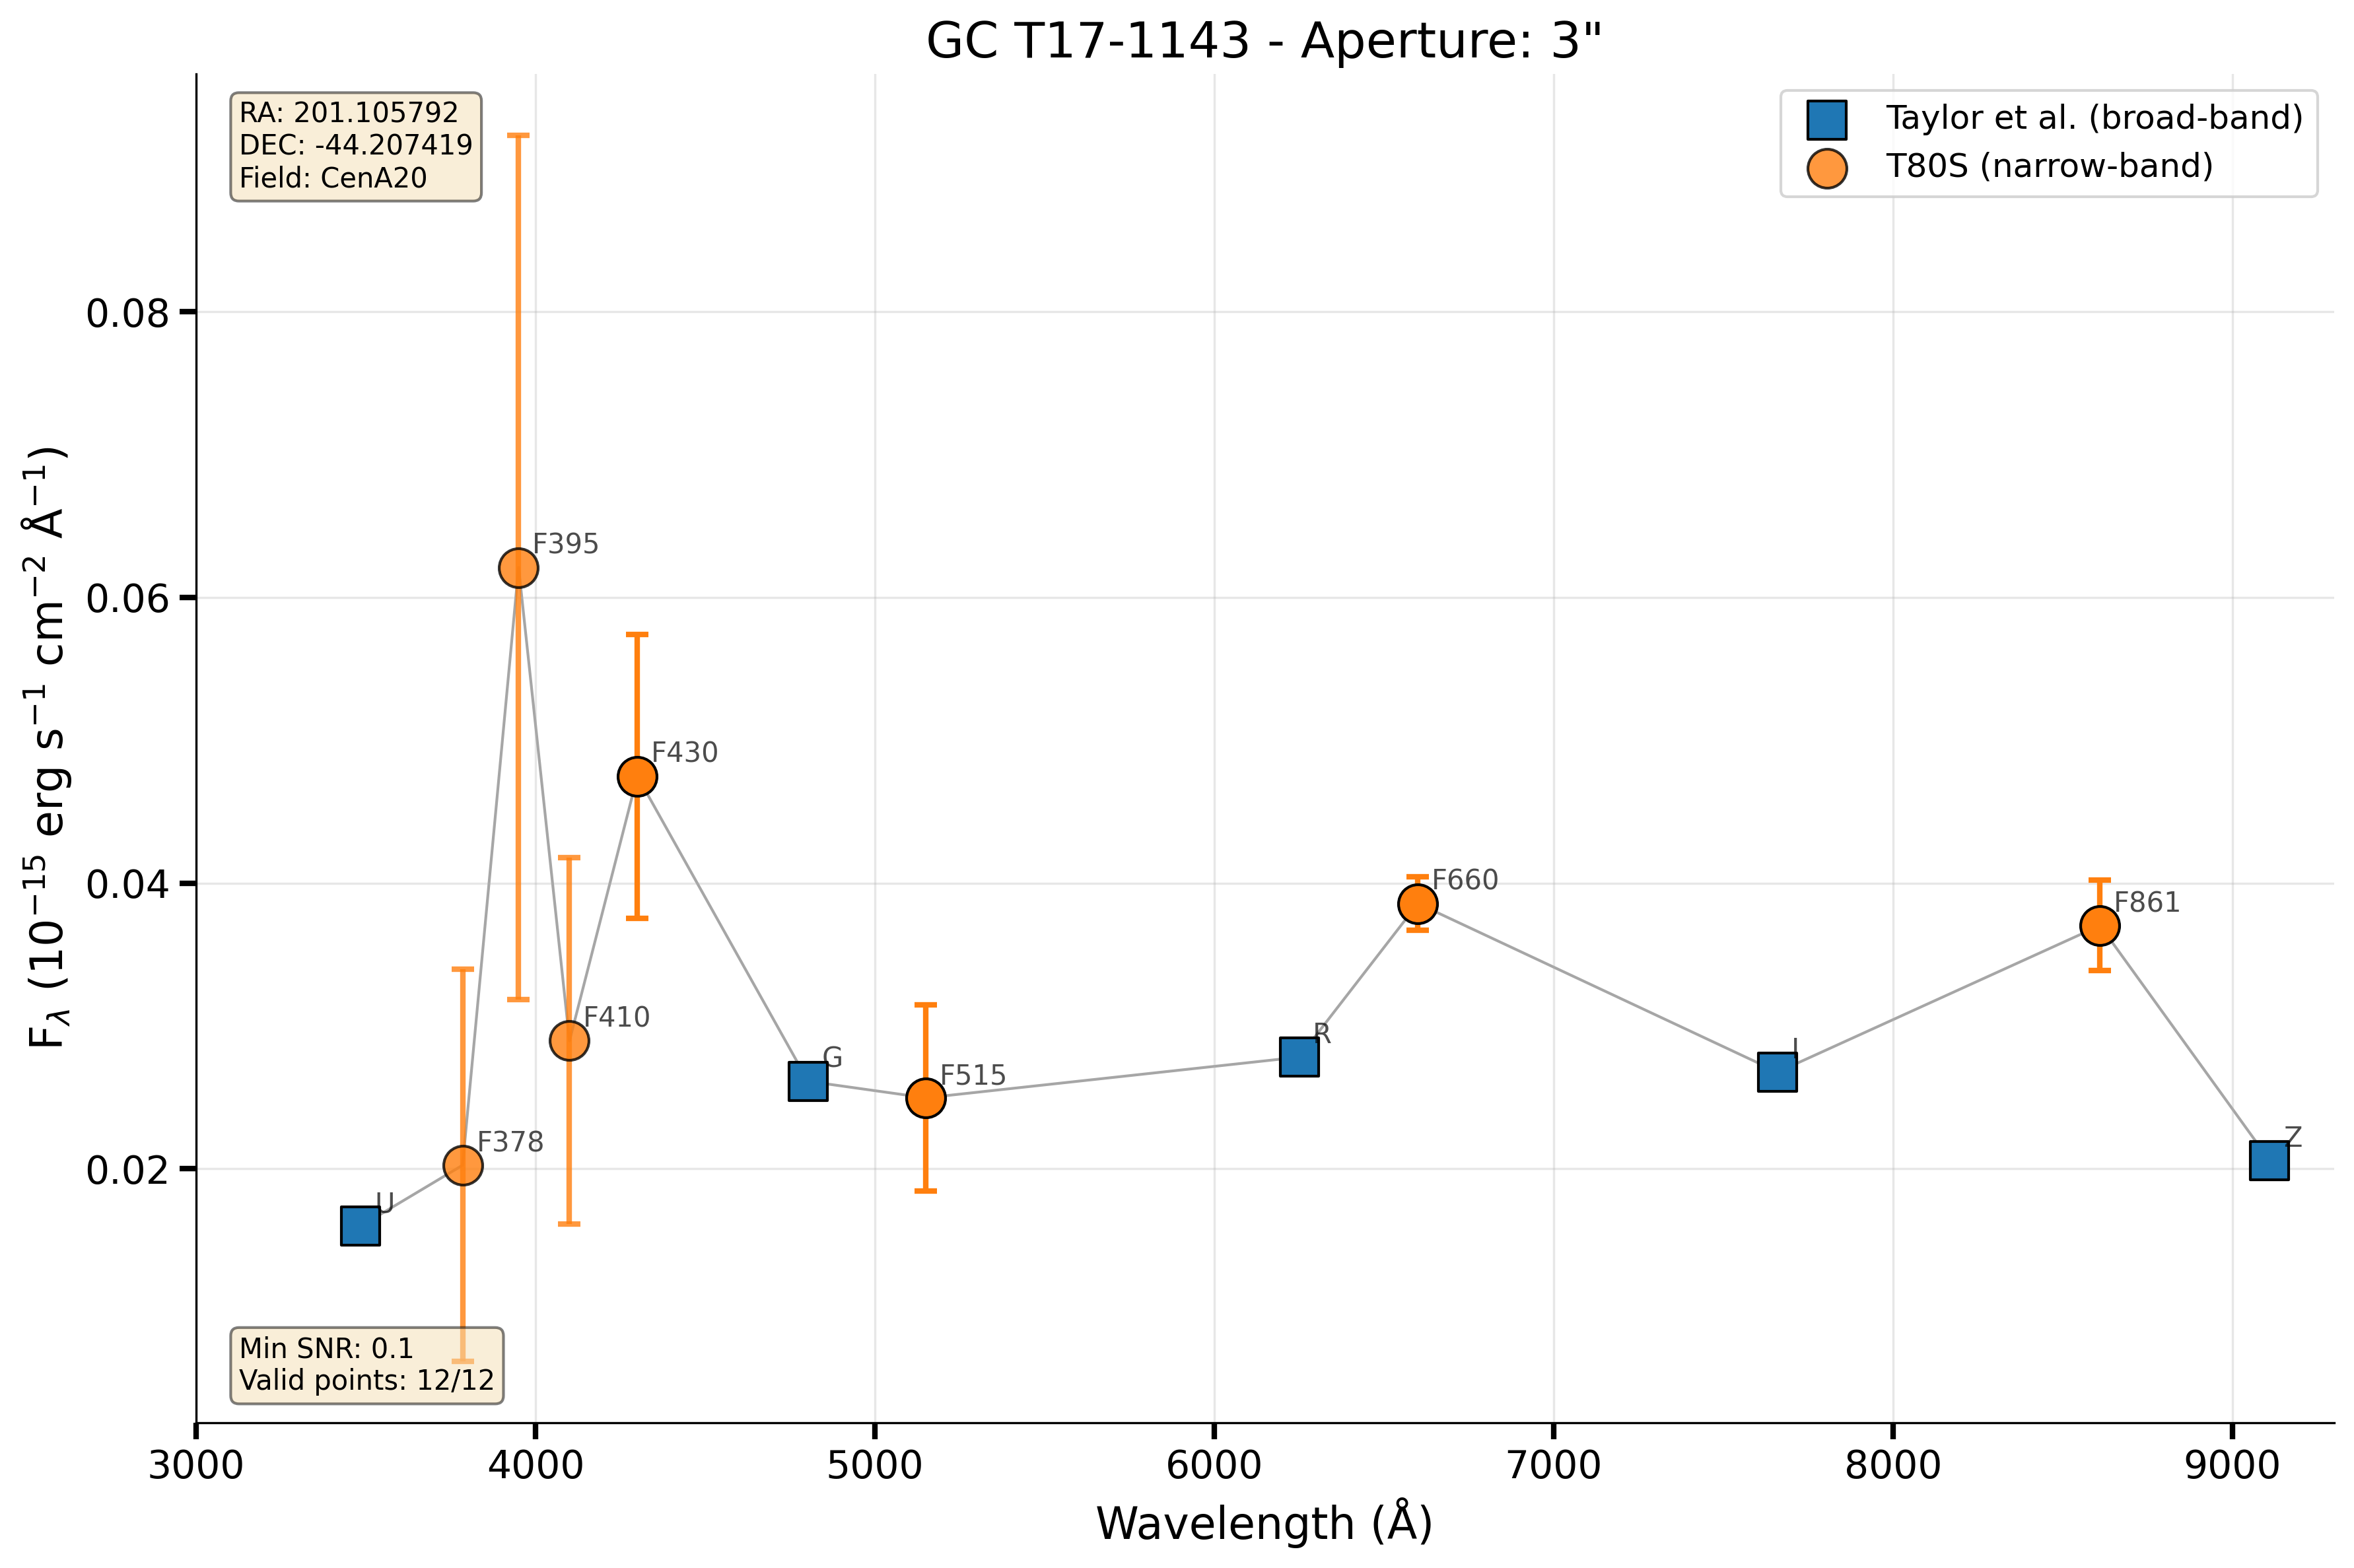 GC T17-1143 - Aperture: 3"
RA: 201.105792
DEC: -44.207419
Field: CenA20
Taylor et al. (broad-band)
T80S (narrow-band)
0.08
0.06
0.04
0.02
F_λ (10⁻¹⁵ erg s⁻¹ cm⁻² Å⁻¹)
F395
F430
F660
F861
F410
R
I
G
F515
F378
Z
U
Min SNR: 0.1
Valid points: 12/12
3000 4000 5000 6000 7000 8000 9000
Wavelength (Å)